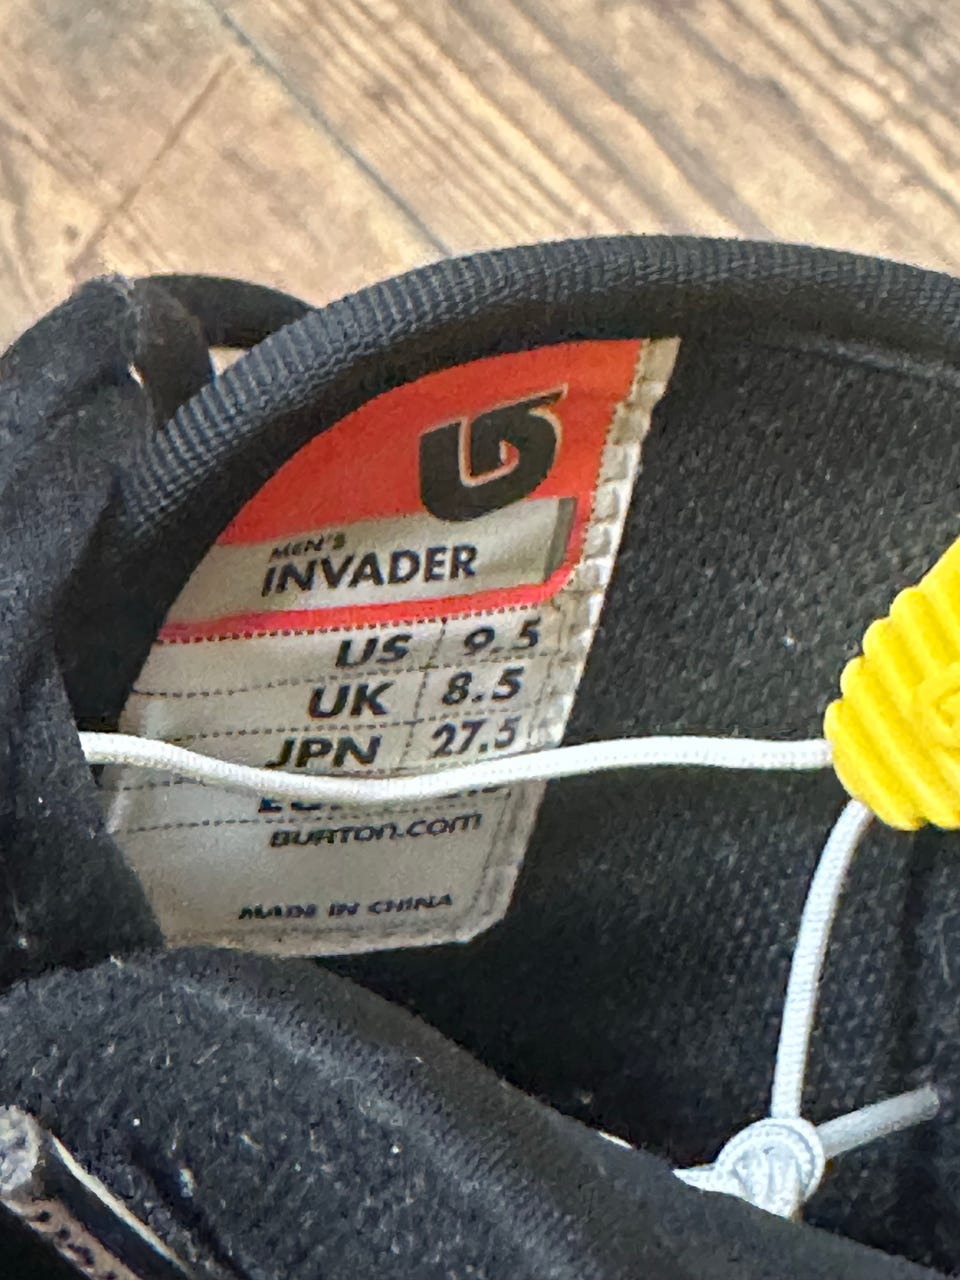 MEN'S
INVADER
US 9.5
UK 8.5
JPN 27.5
BURTON.COM
MADE IN CHINA